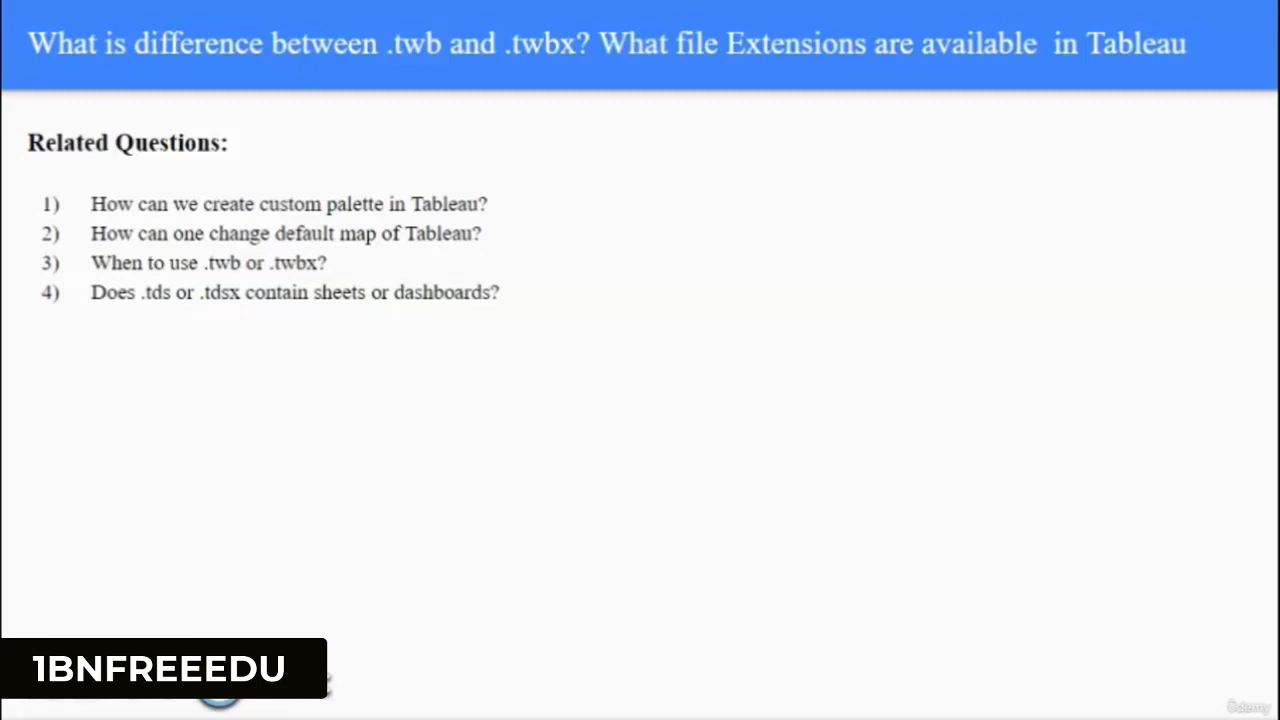 What is difference between .twb and .twbx? What file Extensions are available in Tableau
Related Questions:
1) How can we create custom palette in Tableau?
2) How can one change default map of Tableau?
3) When to use .twb or .twbx?
4) Does .tds or .tdsx contain sheets or dashboards?
1BNFREEEDU
Udemy